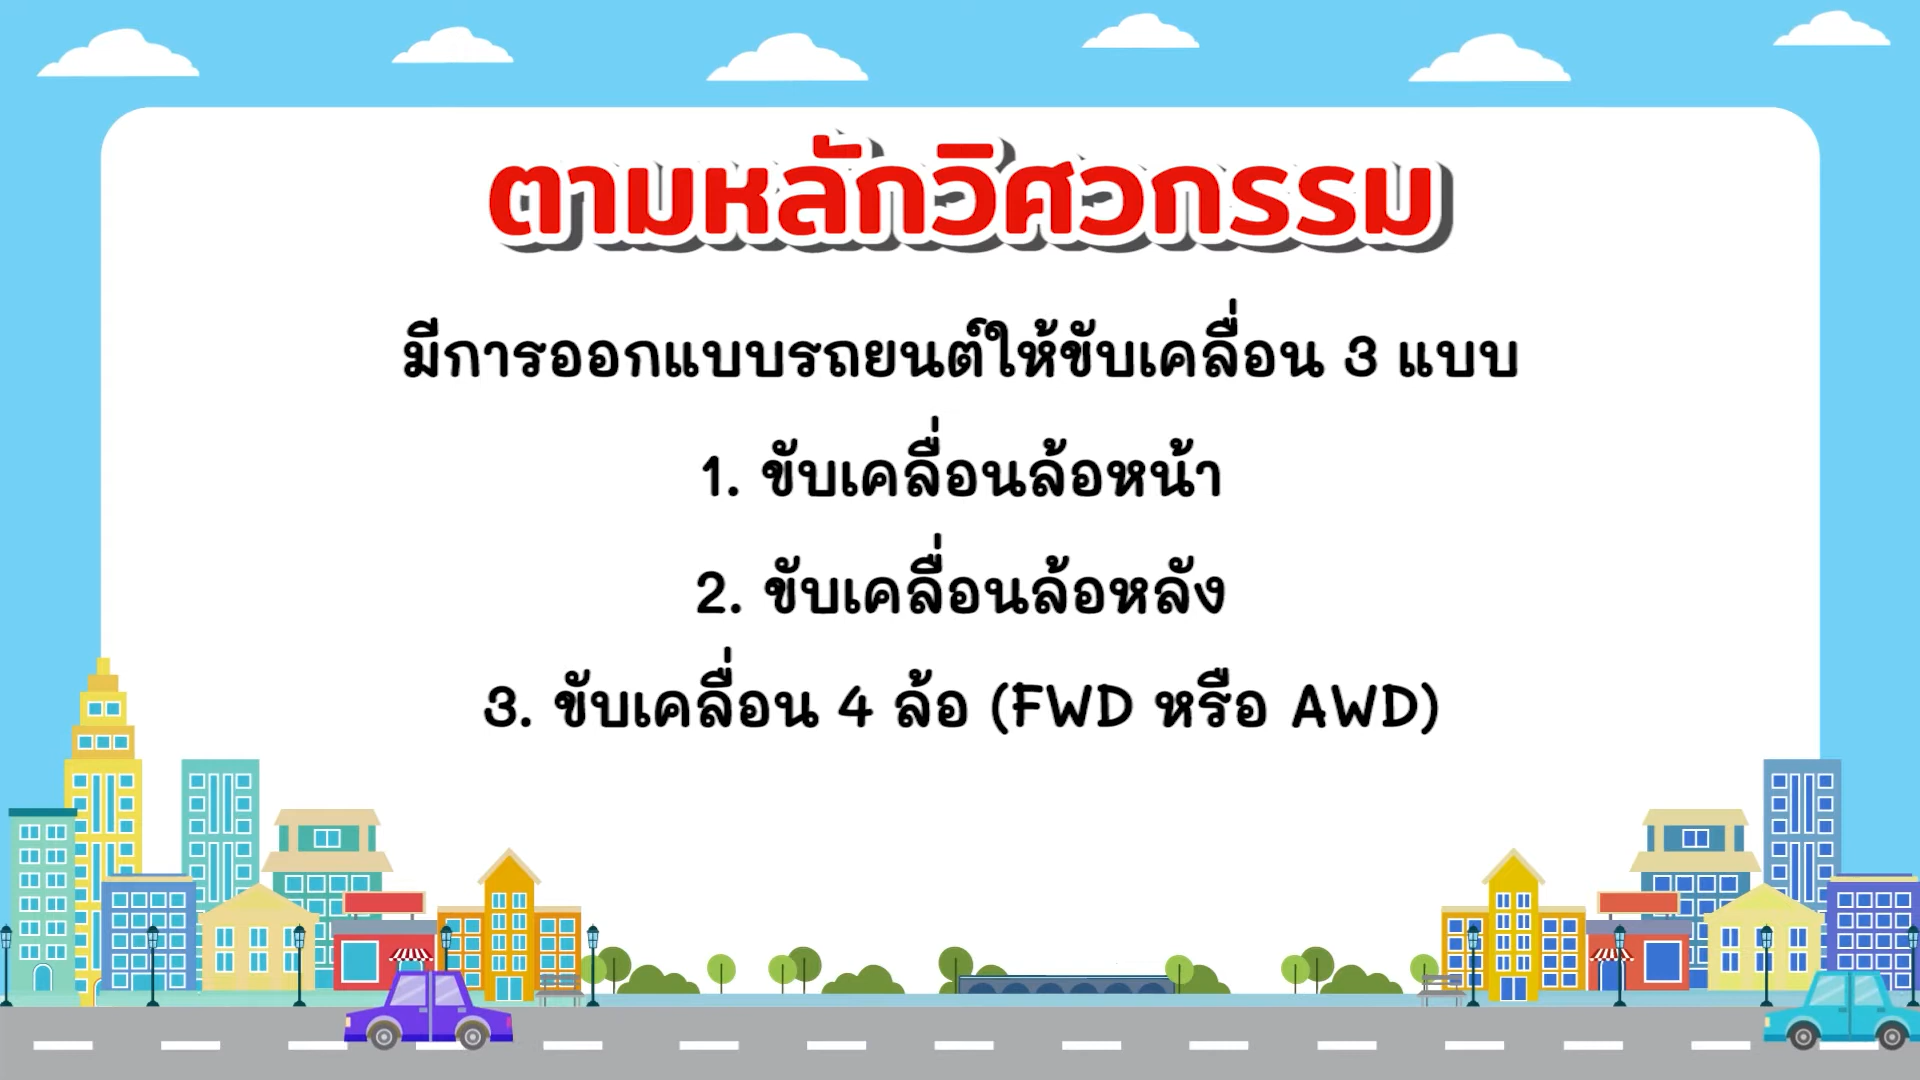 ตามหลักวิศวกรรม
มีการออกแบบรถยนต์ให้ขับเคลื่อน 3 แบบ
1. ขับเคลื่อนล้อหน้า
2. ขับเคลื่อนล้อหลัง
3. ขับเคลื่อน 4 ล้อ (FWD หรือ AWD)